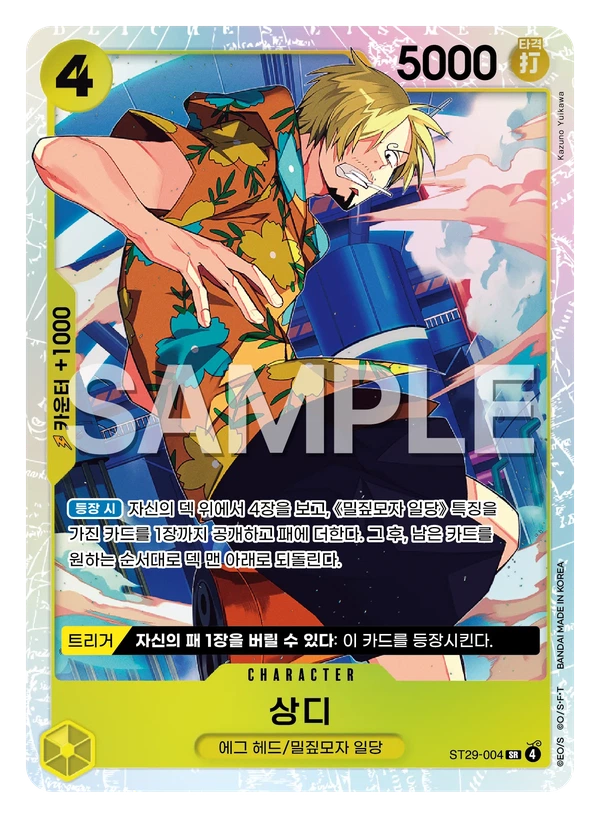 4
5000
타격
打
Kazuno Yuikawa
카운터 +1000
SAMPLE
등장 시 자신의 덱 위에서 4장을 보고, 《밀짚모자 일당》 특징을
가진 카드를 1장까지 공개하고 패에 더한다. 그 후, 남은 카드를
원하는 순서대로 덱 맨 아래로 되돌린다.
트리거 자신의 패 1장을 버릴 수 있다: 이 카드를 등장시킨다.
CHARACTER
상디
에그 헤드/밀짚모자 일당
ST29-004 SR 4
©EO/S ©O/S·F·T BANDAI MADE IN KOREA